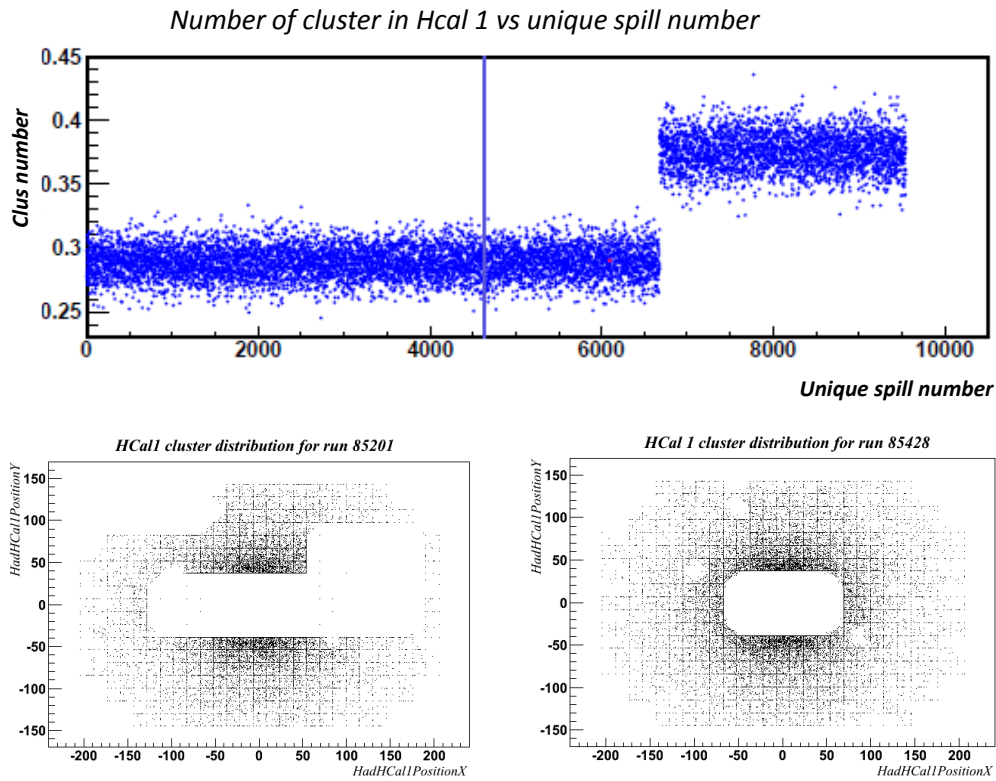 Number of cluster in Hcal 1 vs unique spill number
0.45
0.4
0.35
0.3
0.25
Clus number
0 2000 4000 6000 8000 10000
Unique spill number
HCal1 cluster distribution for run 85201
HadHCal1PositionY
150
100
50
0
-50
-100
-150
-200 -150 -100 -50 0 50 100 150 200
HadHCal1PositionX
HCal 1 cluster distribution for run 85428
HadHCal1PositionY
150
100
50
0
-50
-100
-150
-200 -150 -100 -50 0 50 100 150 200
HadHCal1PositionX